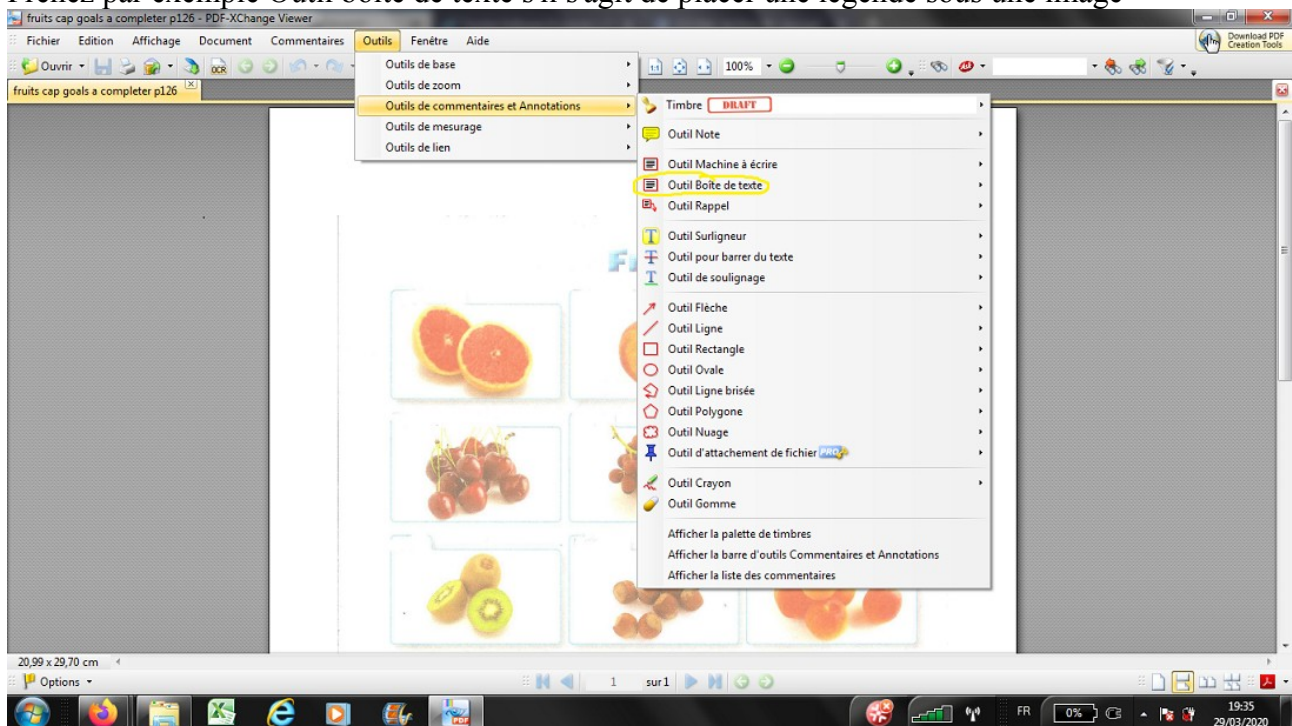 Prenez par exemple Outil boîte de texte s'il s'agit de placer une légende sous une image
fruits cap goals a completer p126 - PDF-XChange Viewer
Fichier Edition Affichage Document Commentaires Outils Fenêtre Aide
Download PDF
Creation Tools
Ouvrir
OCR
100%
fruits cap goals a completer p126
Outils de base
Outils de zoom
Outils de commentaires et Annotations
Outils de mesurage
Outils de lien
Timbre DRAFT
Outil Note
Outil Machine à écrire
Outil Boîte de texte
Outil Rappel
Outil Surligneur
Outil pour barrer du texte
Outil de soulignage
Outil Flèche
Outil Ligne
Outil Rectangle
Outil Ovale
Outil Ligne brisée
Outil Polygone
Outil Nuage
Outil d'attachement de fichier PRO
Outil Crayon
Outil Gomme
Afficher la palette de timbres
Afficher la barre d'outils Commentaires et Annotations
Afficher la liste des commentaires
20,99 x 29,70 cm
Options
1 sur 1
FR
0%
19:35
29/03/2020